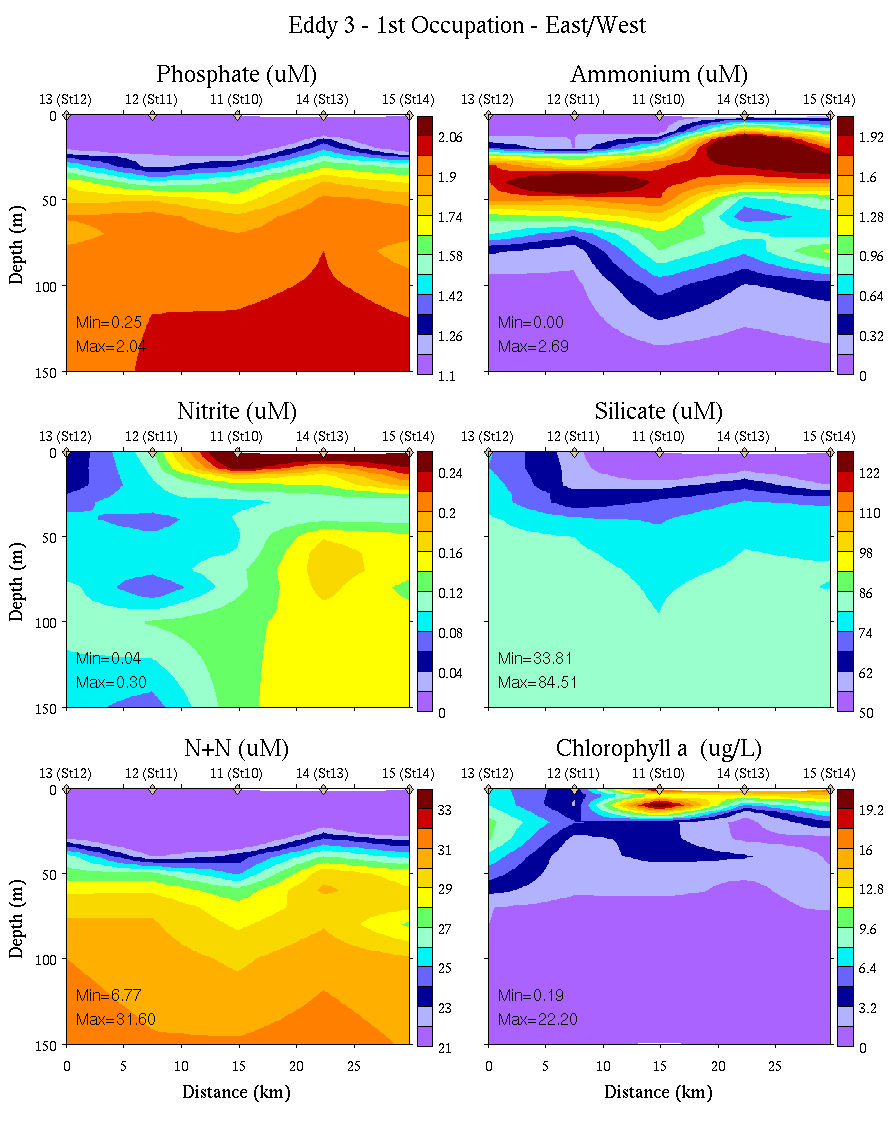 Eddy 3 - 1st Occupation - East/West
Phosphate (uM)
13 (St12) 12 (St11) 11 (St10) 14 (St13) 15 (St14)
0
50
100
150
Depth (m)
Min=0.25
Max=2.04
2.06
1.9
1.74
1.58
1.42
1.26
1.1
Ammonium (uM)
13 (St12) 12 (St11) 11 (St10) 14 (St13) 15 (St14)
Min=0.00
Max=2.69
1.92
1.6
1.28
0.96
0.64
0.32
0
Nitrite (uM)
13 (St12) 12 (St11) 11 (St10) 14 (St13) 15 (St14)
0
50
100
150
Depth (m)
Min=0.04
Max=0.30
0.24
0.2
0.16
0.12
0.08
0.04
0
Silicate (uM)
13 (St12) 12 (St11) 11 (St10) 14 (St13) 15 (St14)
Min=33.81
Max=84.51
122
110
98
86
74
62
50
N+N (uM)
13 (St12) 12 (St11) 11 (St10) 14 (St13) 15 (St14)
0
50
100
150
Depth (m)
Min=6.77
Max=31.60
33
31
29
27
25
23
21
0 5 10 15 20 25
Distance (km)
Chlorophyll a (ug/L)
13 (St12) 12 (St11) 11 (St10) 14 (St13) 15 (St14)
Min=0.19
Max=22.20
19.2
16
12.8
9.6
6.4
3.2
0
0 5 10 15 20 25
Distance (km)